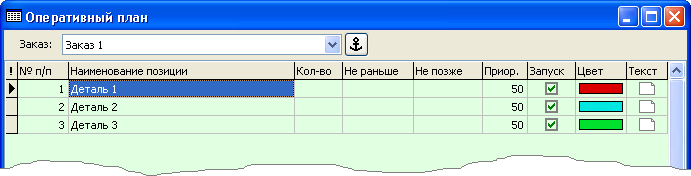 Оперативный план
Заказ: Заказ 1
! № п/п Наименование позиции Кол-во Не раньше Не позже Приор. Запуск Цвет Текст
1 Деталь 1 50
2 Деталь 2 50
3 Деталь 3 50